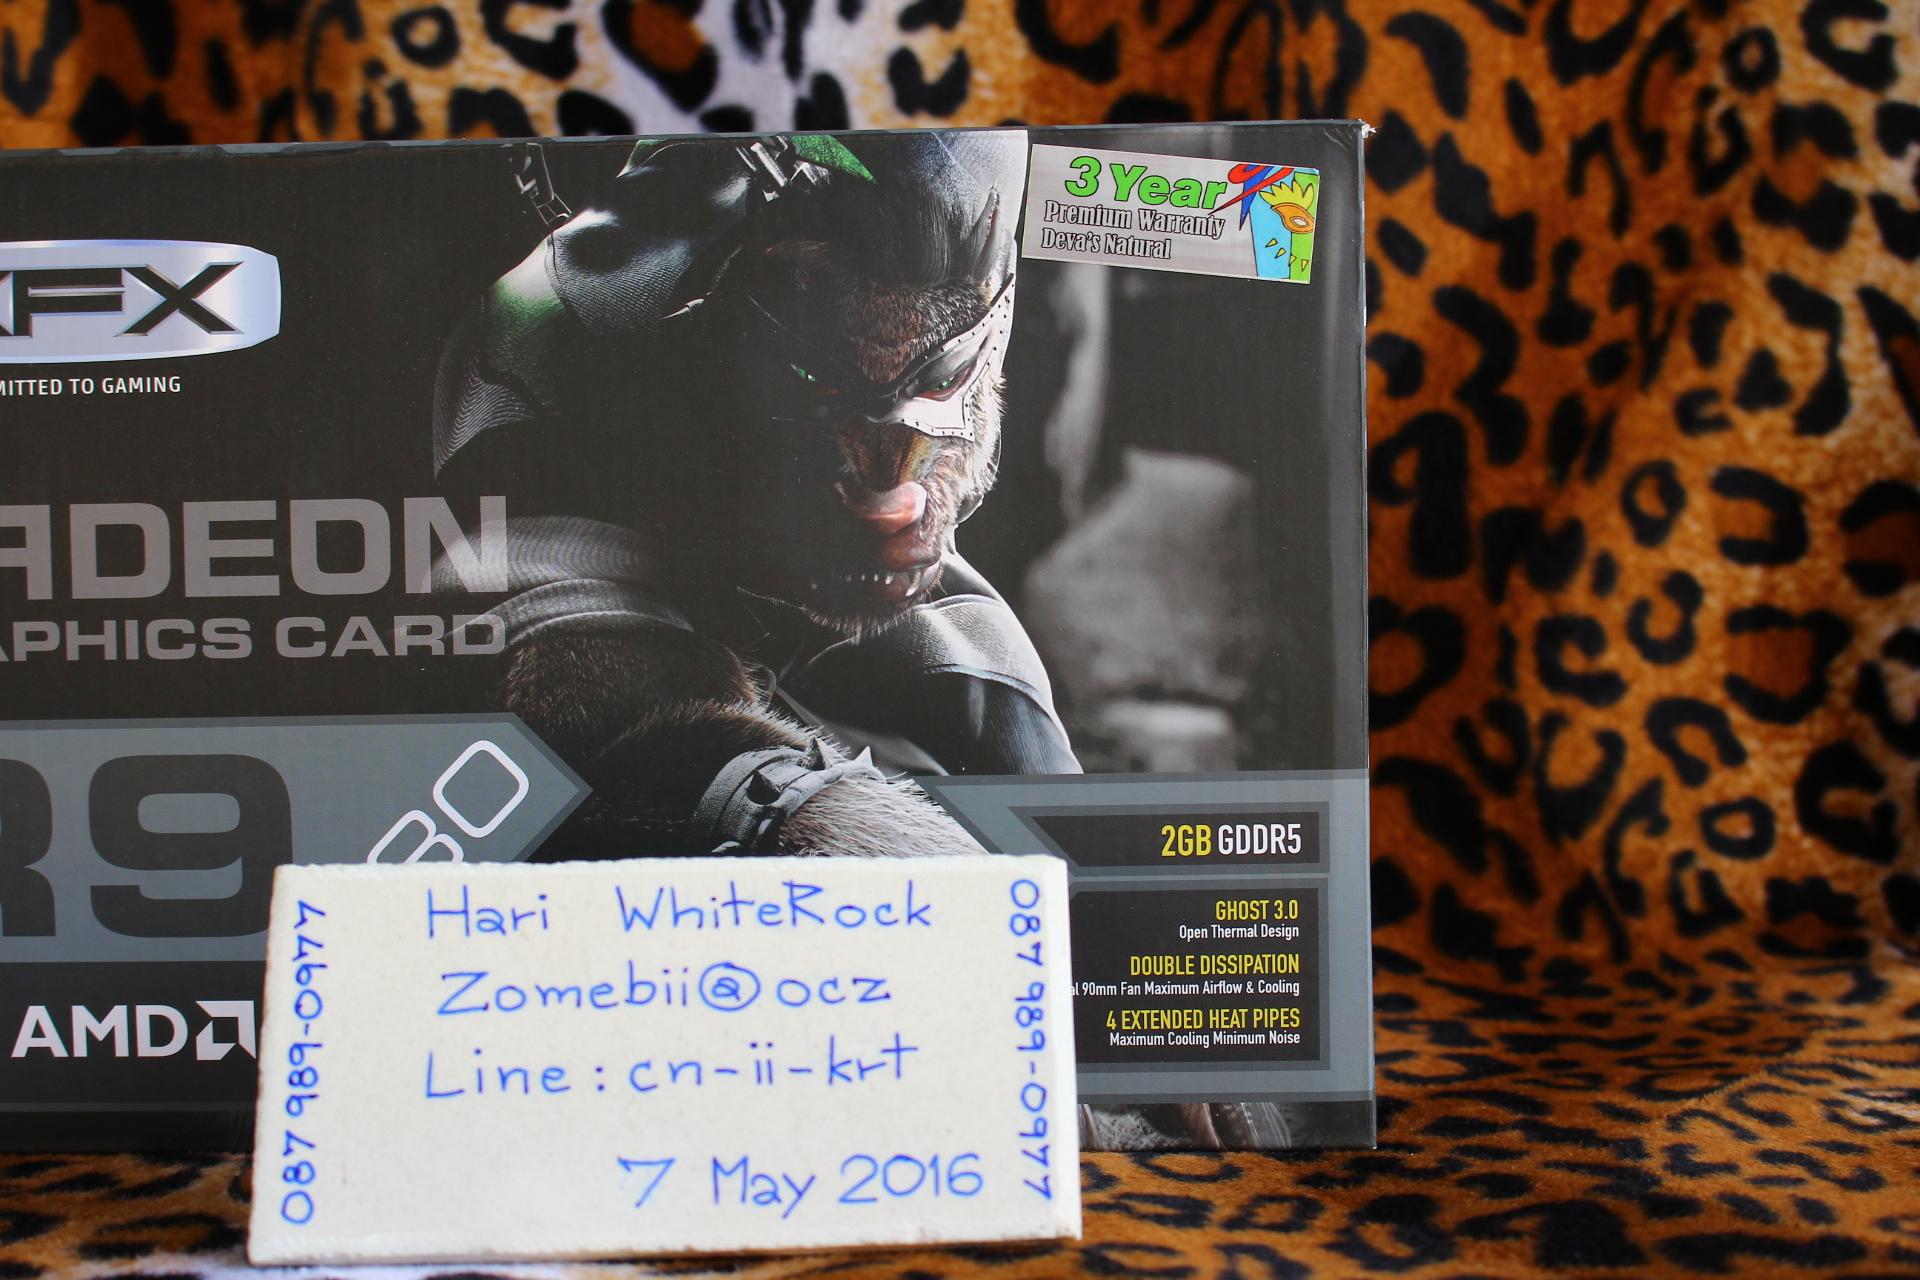 3 Year
Premium Warranty
Deva's Natural
XFX
MITTED TO GAMING
ADEON
APHICS CARD
R9
80
AMD
2GB GDDR5
GHOST 3.0
Open Thermal Design
DOUBLE DISSIPATION
al 90mm Fan Maximum Airflow & Cooling
4 EXTENDED HEAT PIPES
Maximum Cooling Minimum Noise
Hari WhiteRock
Zomebii@ocz
Line : cn-ii-krt
7 May 2016
087 989-0977
087 989-0977